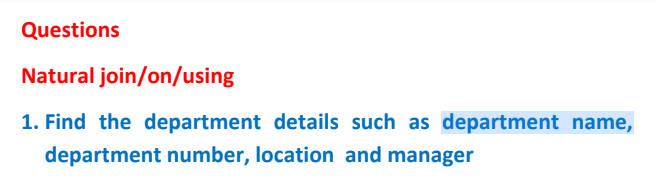 Questions
Natural join/on/using
1. Find the department details such as department name,
department number, location and manager